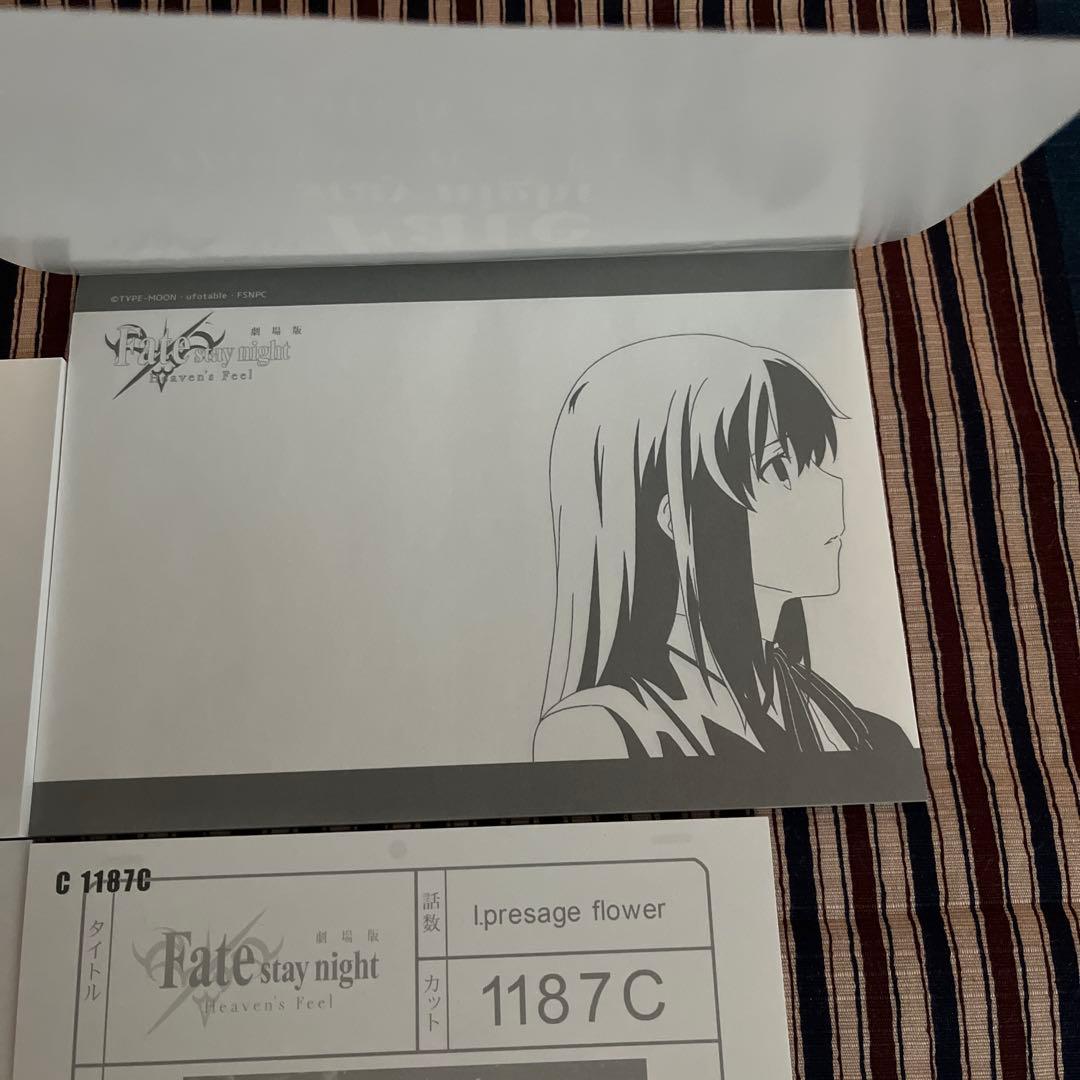 ©TYPE-MOON · ufotable · FSNPC
劇場版
Fate
stay night
Heaven's Feel
C 1187C
タイトル
劇場版
Fate
stay night
Heaven's Feel
話数
I.presage flower
カット
1187C